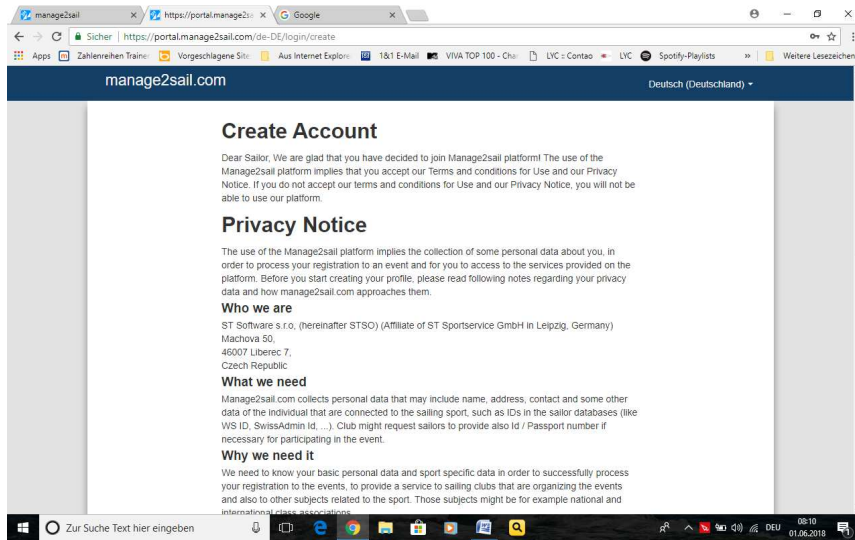 manage2sail
https://portal.manage2sa
Google
Sicher | https://portal.manage2sail.com/de-DE/login/create
Apps Zahlenreihen Traine Vorgeschlagene Site Aus Internet Explore 1&1 E-Mail VIVA TOP 100 - Cha LYC :: Contao LYC Spotify-Playlists » Weitere Lesezeichen
manage2sail.com
Deutsch (Deutschland)
Create Account
Dear Sailor, We are glad that you have decided to join Manage2sail platform! The use of the
Manage2sail platform implies that you accept our Terms and conditions for Use and our Privacy
Notice. If you do not accept our terms and conditions for Use and our Privacy Notice, you will not be
able to use our platform.
Privacy Notice
The use of the Manage2sail platform implies the collection of some personal data about you, in
order to process your registration to an event and for you to access to the services provided on the
platform. Before you start creating your profile, please read following notes regarding your privacy
data and how manage2sail.com approaches them.
Who we are
ST Software s.r.o, (hereinafter STSO) (Affiliate of ST Sportservice GmbH in Leipzig, Germany)
Machova 50,
46007 Liberec 7,
Czech Republic
What we need
Manage2sail.com collects personal data that may include name, address, contact and some other
data of the individual that are connected to the sailing sport, such as IDs in the sailor databases (like
WS ID, SwissAdmin Id, ...). Club might request sailors to provide also Id / Passport number if
necessary for participating in the event.
Why we need it
We need to know your basic personal data and sport specific data in order to successfully process
your registration to the events, to provide a service to sailing clubs that are organizing the events
and also to other subjects related to the sport. Those subjects might be for example national and
international class associations
Zur Suche Text hier eingeben
DEU
08:10
01.06.2018